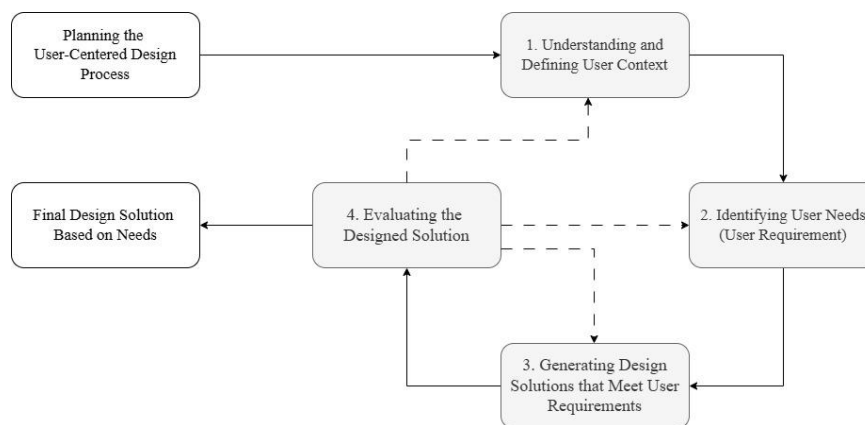 Planning the
User-Centered Design
Process
1. Understanding and
Defining User Context
Final Design Solution
Based on Needs
4. Evaluating the
Designed Solution
2. Identifying User Needs
(User Requirement)
3. Generating Design
Solutions that Meet User
Requirements